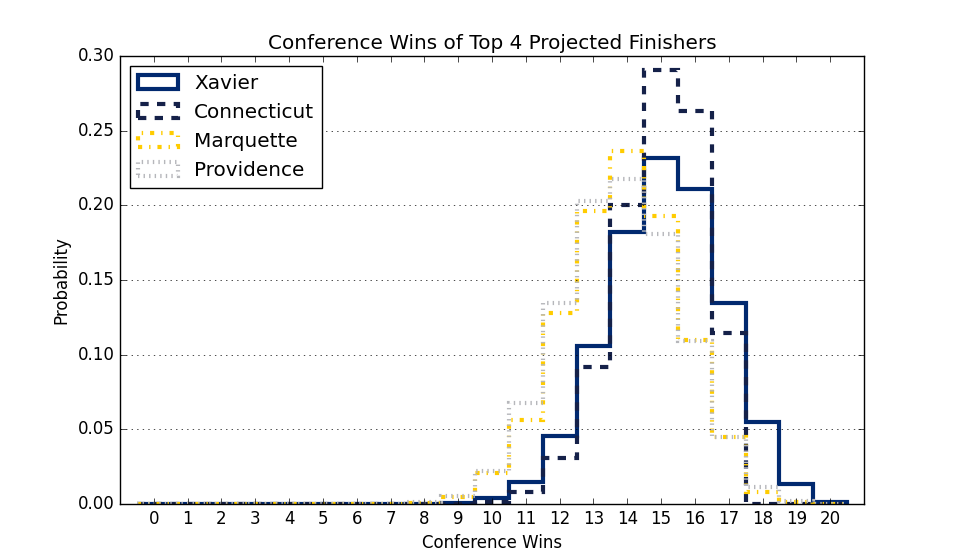 Conference Wins of Top 4 Projected Finishers
0.30
0.25
0.20
0.15
0.10
0.05
0.00
Probability
Xavier
Connecticut
Marquette
Providence
0 1 2 3 4 5 6 7 8 9 10 11 12 13 14 15 16 17 18 19 20
Conference Wins